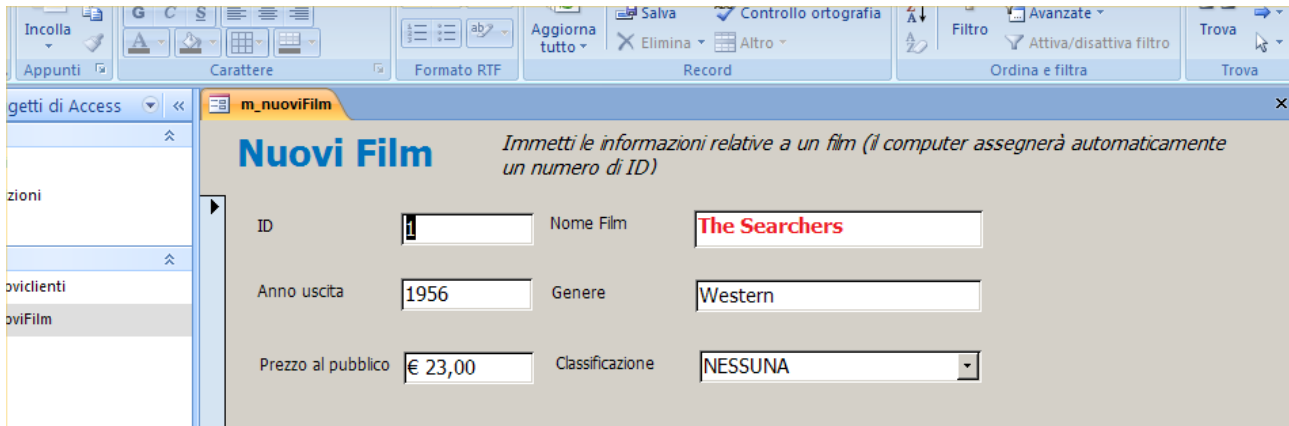 Incolla
G C S
Aggiorna tutto
Salva
Controllo ortografia
Elimina
Altro
Filtro
Avanzate
Attiva/disattiva filtro
Trova
Appunti
Carattere
Formato RTF
Record
Ordina e filtra
Trova
getti di Access
m_nuoviFilm
zioni
oviclienti
oviFilm
Nuovi Film
Immetti le informazioni relative a un film (il computer assegnerà automaticamente
un numero di ID)
ID 1 Nome Film The Searchers
Anno uscita 1956 Genere Western
Prezzo al pubblico € 23,00 Classificazione NESSUNA